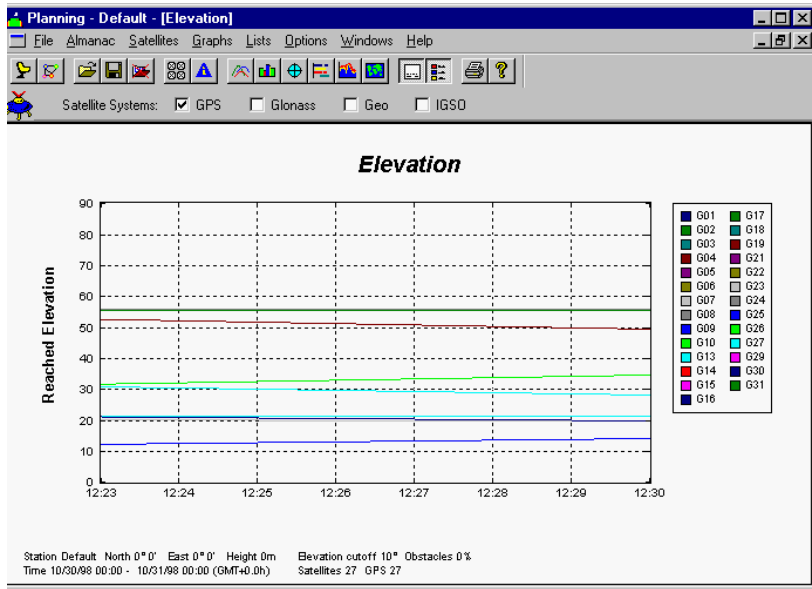 Planning - Default - [Elevation]
File Almanac Satellites Graphs Lists Options Windows Help
Satellite Systems: GPS Glonass Geo IGSO
Elevation
Reached Elevation
90
80
70
60
50
40
30
20
10
0
12:23 12:24 12:25 12:26 12:27 12:28 12:29 12:30
G01 G17
G02 G18
G03 G19
G04 G21
G05 G22
G06 G23
G07 G24
G08 G25
G09 G26
G10 G27
G13 G29
G14 G30
G15 G31
G16
Station Default North 0° 0' East 0° 0' Height 0m Elevation cutoff 10° Obstacles 0%
Time 10/30/98 00:00 - 10/31/98 00:00 (GMT+0.0h) Satellites 27 GPS 27